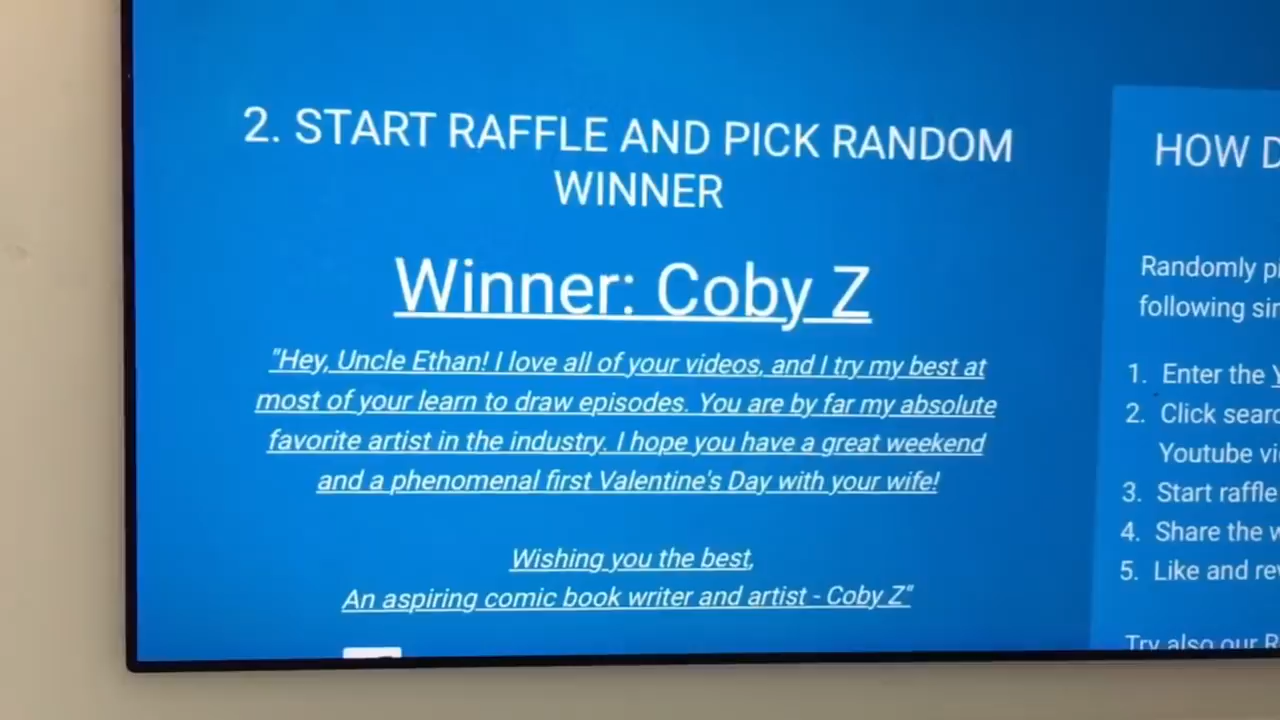 2. START RAFFLE AND PICK RANDOM
WINNER
Winner: Coby Z
"Hey, Uncle Ethan! I love all of your videos, and I try my best at
most of your learn to draw episodes. You are by far my absolute
favorite artist in the industry. I hope you have a great weekend
and a phenomenal first Valentine's Day with your wife!
Wishing you the best,
An aspiring comic book writer and artist - Coby Z"
HOW
Randomly
following
1. Enter the
2. Click
Youtube
3. Start raffle
4. Share the
5. Like and
Try also our